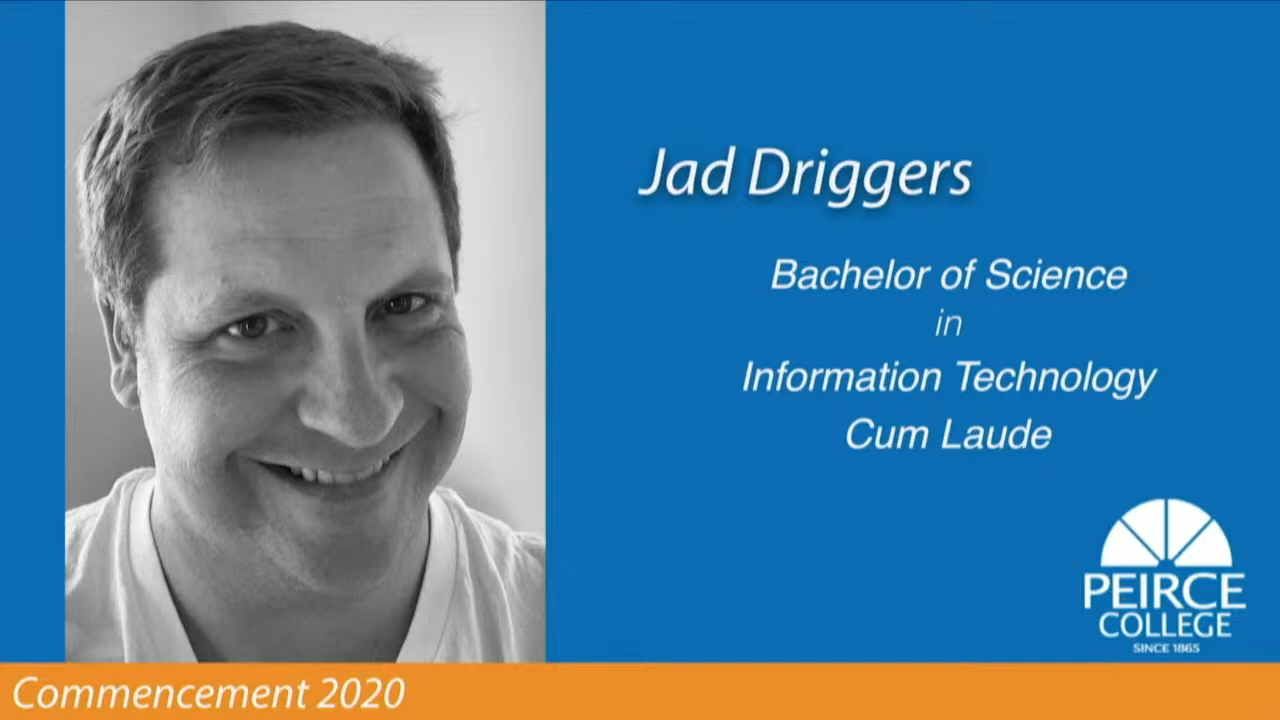 Jad Driggers
Bachelor of Science
in
Information Technology
Cum Laude
PEIRCE
COLLEGE
SINCE 1865
Commencement 2020